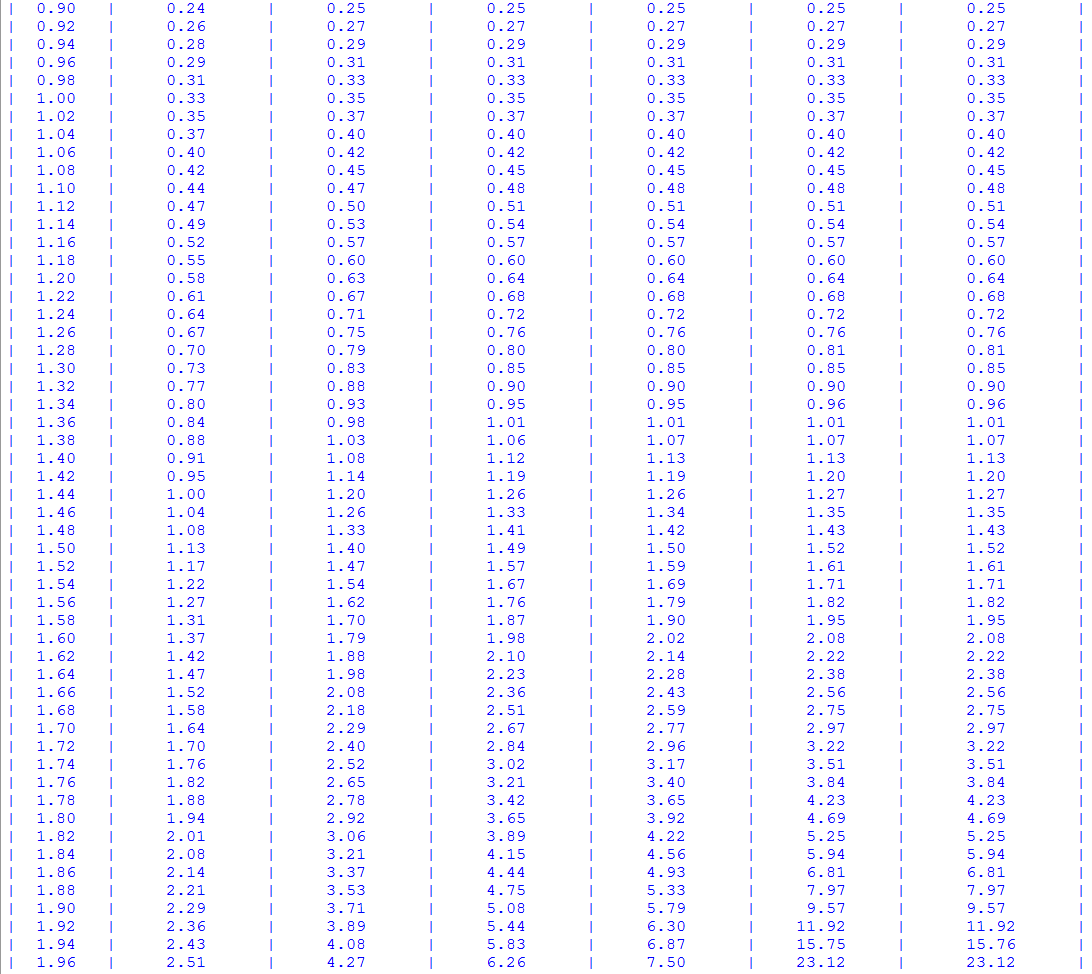 | 0.90 | 0.24 | 0.25 | 0.25 | 0.25 | 0.25 | 0.25 |
| 0.92 | 0.26 | 0.27 | 0.27 | 0.27 | 0.27 | 0.27 |
| 0.94 | 0.28 | 0.29 | 0.29 | 0.29 | 0.29 | 0.29 |
| 0.96 | 0.29 | 0.31 | 0.31 | 0.31 | 0.31 | 0.31 |
| 0.98 | 0.31 | 0.33 | 0.33 | 0.33 | 0.33 | 0.33 |
| 1.00 | 0.33 | 0.35 | 0.35 | 0.35 | 0.35 | 0.35 |
| 1.02 | 0.35 | 0.37 | 0.37 | 0.37 | 0.37 | 0.37 |
| 1.04 | 0.37 | 0.40 | 0.40 | 0.40 | 0.40 | 0.40 |
| 1.06 | 0.40 | 0.42 | 0.42 | 0.42 | 0.42 | 0.42 |
| 1.08 | 0.42 | 0.45 | 0.45 | 0.45 | 0.45 | 0.45 |
| 1.10 | 0.44 | 0.47 | 0.48 | 0.48 | 0.48 | 0.48 |
| 1.12 | 0.47 | 0.50 | 0.51 | 0.51 | 0.51 | 0.51 |
| 1.14 | 0.49 | 0.53 | 0.54 | 0.54 | 0.54 | 0.54 |
| 1.16 | 0.52 | 0.57 | 0.57 | 0.57 | 0.57 | 0.57 |
| 1.18 | 0.55 | 0.60 | 0.60 | 0.60 | 0.60 | 0.60 |
| 1.20 | 0.58 | 0.63 | 0.64 | 0.64 | 0.64 | 0.64 |
| 1.22 | 0.61 | 0.67 | 0.68 | 0.68 | 0.68 | 0.68 |
| 1.24 | 0.64 | 0.71 | 0.72 | 0.72 | 0.72 | 0.72 |
| 1.26 | 0.67 | 0.75 | 0.76 | 0.76 | 0.76 | 0.76 |
| 1.28 | 0.70 | 0.79 | 0.80 | 0.80 | 0.81 | 0.81 |
| 1.30 | 0.73 | 0.83 | 0.85 | 0.85 | 0.85 | 0.85 |
| 1.32 | 0.77 | 0.88 | 0.90 | 0.90 | 0.90 | 0.90 |
| 1.34 | 0.80 | 0.93 | 0.95 | 0.95 | 0.96 | 0.96 |
| 1.36 | 0.84 | 0.98 | 1.01 | 1.01 | 1.01 | 1.01 |
| 1.38 | 0.88 | 1.03 | 1.06 | 1.07 | 1.07 | 1.07 |
| 1.40 | 0.91 | 1.08 | 1.12 | 1.13 | 1.13 | 1.13 |
| 1.42 | 0.95 | 1.14 | 1.19 | 1.19 | 1.20 | 1.20 |
| 1.44 | 1.00 | 1.20 | 1.26 | 1.26 | 1.27 | 1.27 |
| 1.46 | 1.04 | 1.26 | 1.33 | 1.34 | 1.35 | 1.35 |
| 1.48 | 1.08 | 1.33 | 1.41 | 1.42 | 1.43 | 1.43 |
| 1.50 | 1.13 | 1.40 | 1.49 | 1.50 | 1.52 | 1.52 |
| 1.52 | 1.17 | 1.47 | 1.57 | 1.59 | 1.61 | 1.61 |
| 1.54 | 1.22 | 1.54 | 1.67 | 1.69 | 1.71 | 1.71 |
| 1.56 | 1.27 | 1.62 | 1.76 | 1.79 | 1.82 | 1.82 |
| 1.58 | 1.31 | 1.70 | 1.87 | 1.90 | 1.95 | 1.95 |
| 1.60 | 1.37 | 1.79 | 1.98 | 2.02 | 2.08 | 2.08 |
| 1.62 | 1.42 | 1.88 | 2.10 | 2.14 | 2.22 | 2.22 |
| 1.64 | 1.47 | 1.98 | 2.23 | 2.28 | 2.38 | 2.38 |
| 1.66 | 1.52 | 2.08 | 2.36 | 2.43 | 2.56 | 2.56 |
| 1.68 | 1.58 | 2.18 | 2.51 | 2.59 | 2.75 | 2.75 |
| 1.70 | 1.64 | 2.29 | 2.67 | 2.77 | 2.97 | 2.97 |
| 1.72 | 1.70 | 2.40 | 2.84 | 2.96 | 3.22 | 3.22 |
| 1.74 | 1.76 | 2.52 | 3.02 | 3.17 | 3.51 | 3.51 |
| 1.76 | 1.82 | 2.65 | 3.21 | 3.40 | 3.84 | 3.84 |
| 1.78 | 1.88 | 2.78 | 3.42 | 3.65 | 4.23 | 4.23 |
| 1.80 | 1.94 | 2.92 | 3.65 | 3.92 | 4.69 | 4.69 |
| 1.82 | 2.01 | 3.06 | 3.89 | 4.22 | 5.25 | 5.25 |
| 1.84 | 2.08 | 3.21 | 4.15 | 4.56 | 5.94 | 5.94 |
| 1.86 | 2.14 | 3.37 | 4.44 | 4.93 | 6.81 | 6.81 |
| 1.88 | 2.21 | 3.53 | 4.75 | 5.33 | 7.97 | 7.97 |
| 1.90 | 2.29 | 3.71 | 5.08 | 5.79 | 9.57 | 9.57 |
| 1.92 | 2.36 | 3.89 | 5.44 | 6.30 | 11.92 | 11.92 |
| 1.94 | 2.43 | 4.08 | 5.83 | 6.87 | 15.75 | 15.76 |
| 1.96 | 2.51 | 4.27 | 6.26 | 7.50 | 23.12 | 23.12 |